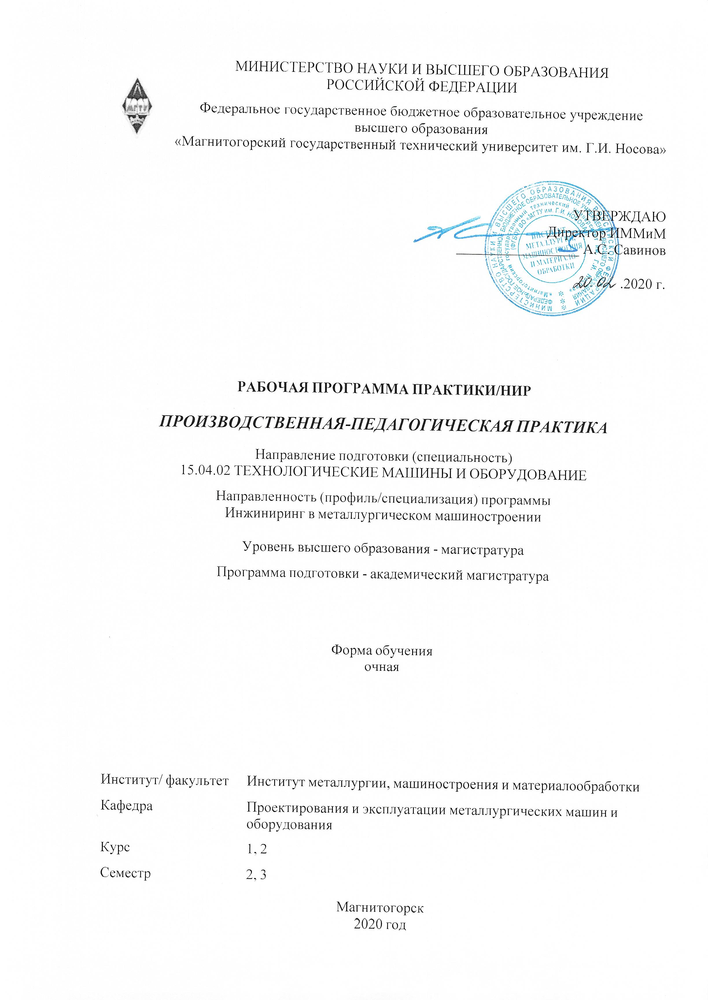 МИНИСТЕРСТВО НАУКИ И ВЫСШЕГО ОБРАЗОВАНИЯ
РОССИЙСКОЙ ФЕДЕРАЦИИ
МГТУ
Федеральное государственное бюджетное образовательное учреждение
высшего образования
«Магнитогорский государственный технический университет им. Г.И. Носова»
УТВЕРЖДАЮ
Директор ИММиМ
А.С. Савинов
20.02 .2020 г.
МИНИСТЕРСТВО НАУКИ И ВЫСШЕГО ОБРАЗОВАНИЯ РОССИЙСКОЙ ФЕДЕРАЦИИ
ФЕДЕРАЛЬНОЕ ГОСУДАРСТВЕННОЕ БЮДЖЕТНОЕ ОБРАЗОВАТЕЛЬНОЕ УЧРЕЖДЕНИЕ ВЫСШЕГО ОБРАЗОВАНИЯ
«Магнитогорский государственный технический университет им. Г.И. Носова»
(ФГБОУ ВО «МГТУ им. Г.И. НОСОВА»)
ИНСТИТУТ
МЕТАЛЛУРГИИ,
МАШИНОСТРОЕНИЯ
И МАТЕРИАЛО-
ОБРАБОТКИ
РАБОЧАЯ ПРОГРАММА ПРАКТИКИ/НИР
ПРОИЗВОДСТВЕННАЯ-ПЕДАГОГИЧЕСКАЯ ПРАКТИКА
Направление подготовки (специальность)
15.04.02 ТЕХНОЛОГИЧЕСКИЕ МАШИНЫ И ОБОРУДОВАНИЕ
Направленность (профиль/специализация) программы
Инжиниринг в металлургическом машиностроении
Уровень высшего образования - магистратура
Программа подготовки - академический магистратура
Форма обучения
очная
Институт/ факультет Институт металлургии, машиностроения и материалообработки
Кафедра Проектирования и эксплуатации металлургических машин и
оборудования
Курс 1, 2
Семестр 2, 3
Магнитогорск
2020 год